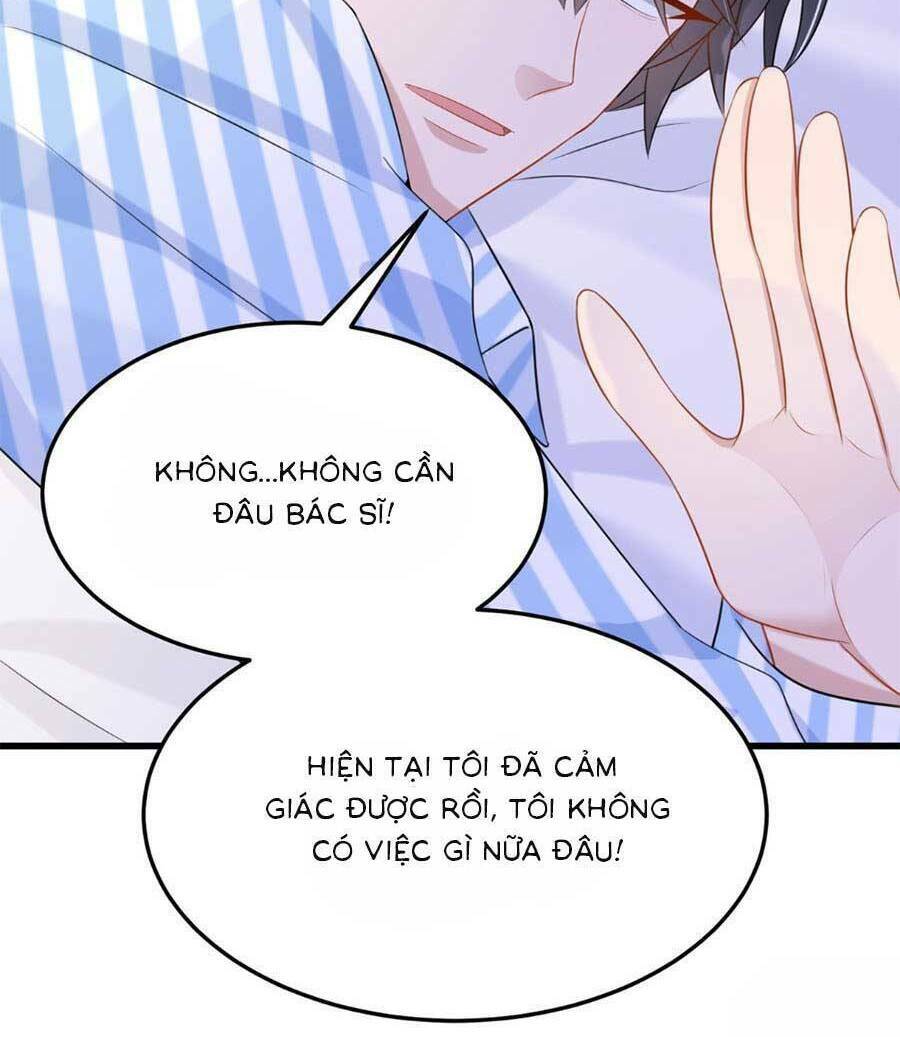 KHÔNG...KHÔNG CẦN
ĐÂU BÁC SĨ!
HIỆN TẠI TÔI ĐÃ CẢM
GIÁC ĐƯỢC RỒI, TÔI KHÔNG
CÓ VIỆC GÌ NỮA ĐÂU!